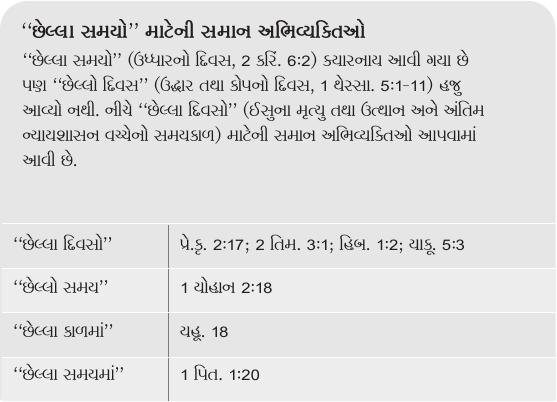 “છેલ્લા સમયો” માટેની સમાન અભિવ્યક્તિઓ
“છેલ્લા સમયો” (ઉધ્ધારનો દિવસ, 2 કરિં. 6:2) કયારનાય આવી ગયા છે
પણ “છેલ્લો દિવસ” (ઉદ્ધાર તથા કોપનો દિવસ, 1 થેસ્સા. 5:1-11) હજુ
આવ્યો નથી. નીચે “છેલ્લા દિવસો” (ઈસુના મૃત્યુ તથા ઉત્થાન અને અંતિમ
ન્યાયશાસન વચ્ચેનો સમયકાળ) માટેની સમાન અભિવ્યક્તિઓ આપવામાં
આવી છે.
“છેલ્લા દિવસો” પ્રે.કૃ. 2:17; 2 તિમ. 3:1; હિબ. 1:2; યાકૂ. 5:3
“છેલ્લો સમય” 1 યોહાન 2:18
“છેલ્લા કાળમાં” યહૂ. 18
“છેલ્લા સમયમાં” 1 પિત. 1:20